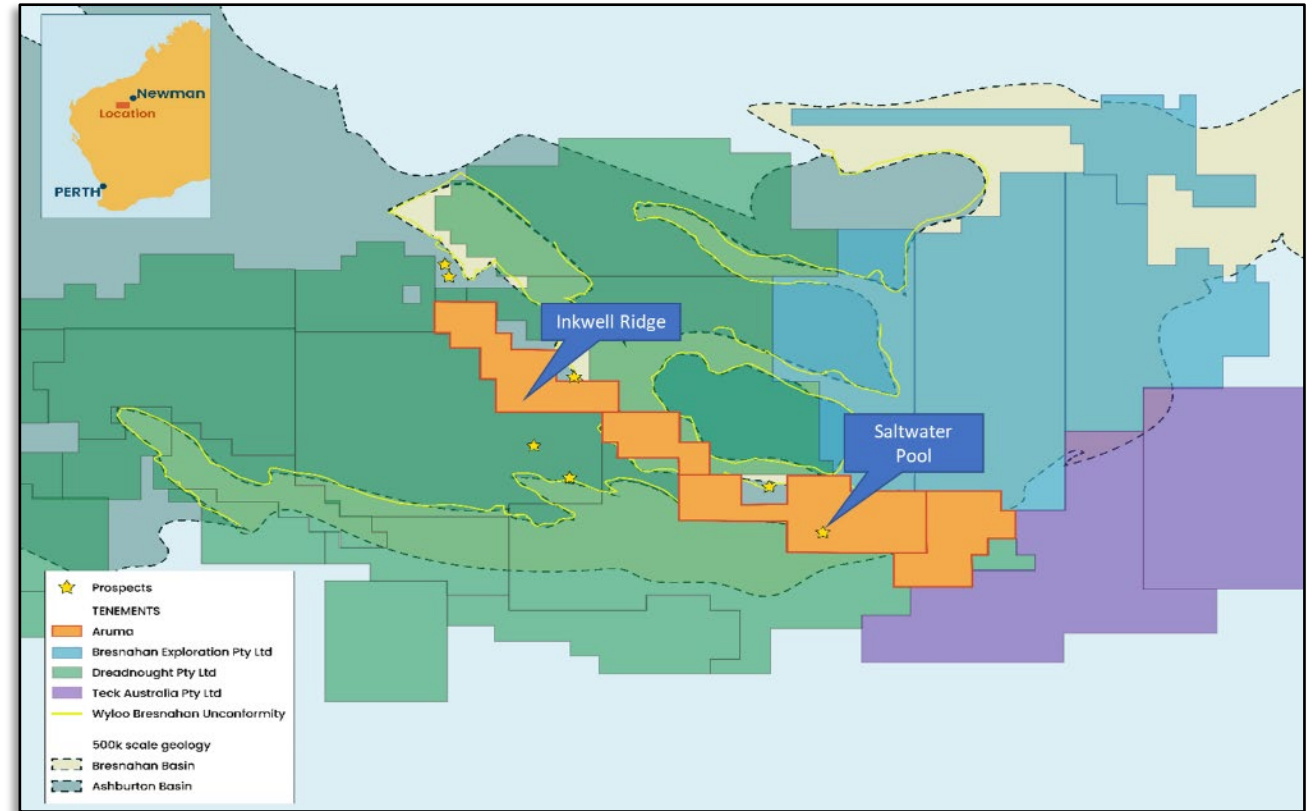 Newman
Location
PERTH
Inkwell Ridge
Saltwater
Pool
Prospects
TENEMENTS
Aruma
Bresnahan Exploration Pty Ltd
Dreadnought Pty Ltd
Teck Australia Pty Ltd
Wyloo Bresnahan Unconformity
500k scale geology
Bresnahan Basin
Ashburton Basin